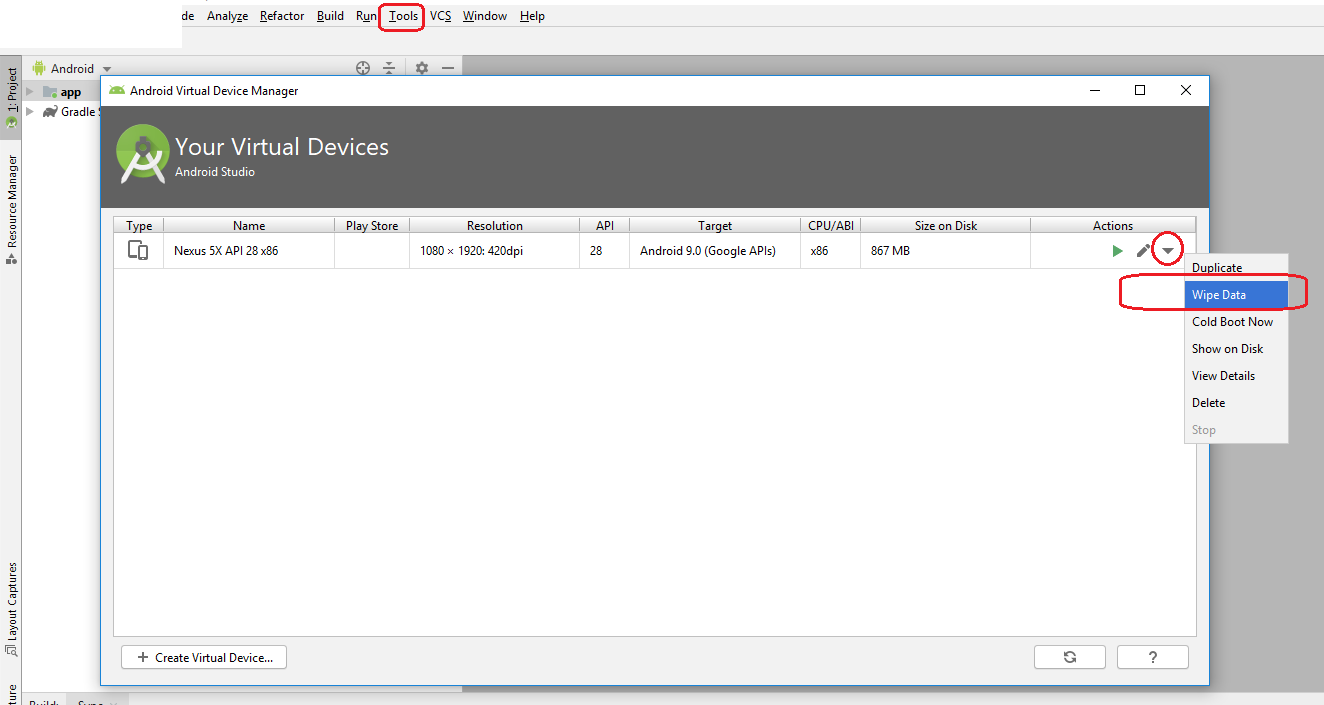 de Analyze Refactor Build Run Tools VCS Window Help
Android
1: Project
app
Gradle S
Resource Manager
Layout Captures
ture
Android Virtual Device Manager
Your Virtual Devices
Android Studio
Type Name Play Store Resolution API Target CPU/ABI Size on Disk Actions
Nexus 5X API 28 x86 1080 × 1920: 420dpi 28 Android 9.0 (Google APIs) x86 867 MB
Duplicate
Wipe Data
Cold Boot Now
Show on Disk
View Details
Delete
Stop
+ Create Virtual Device...
?
Build: Sync